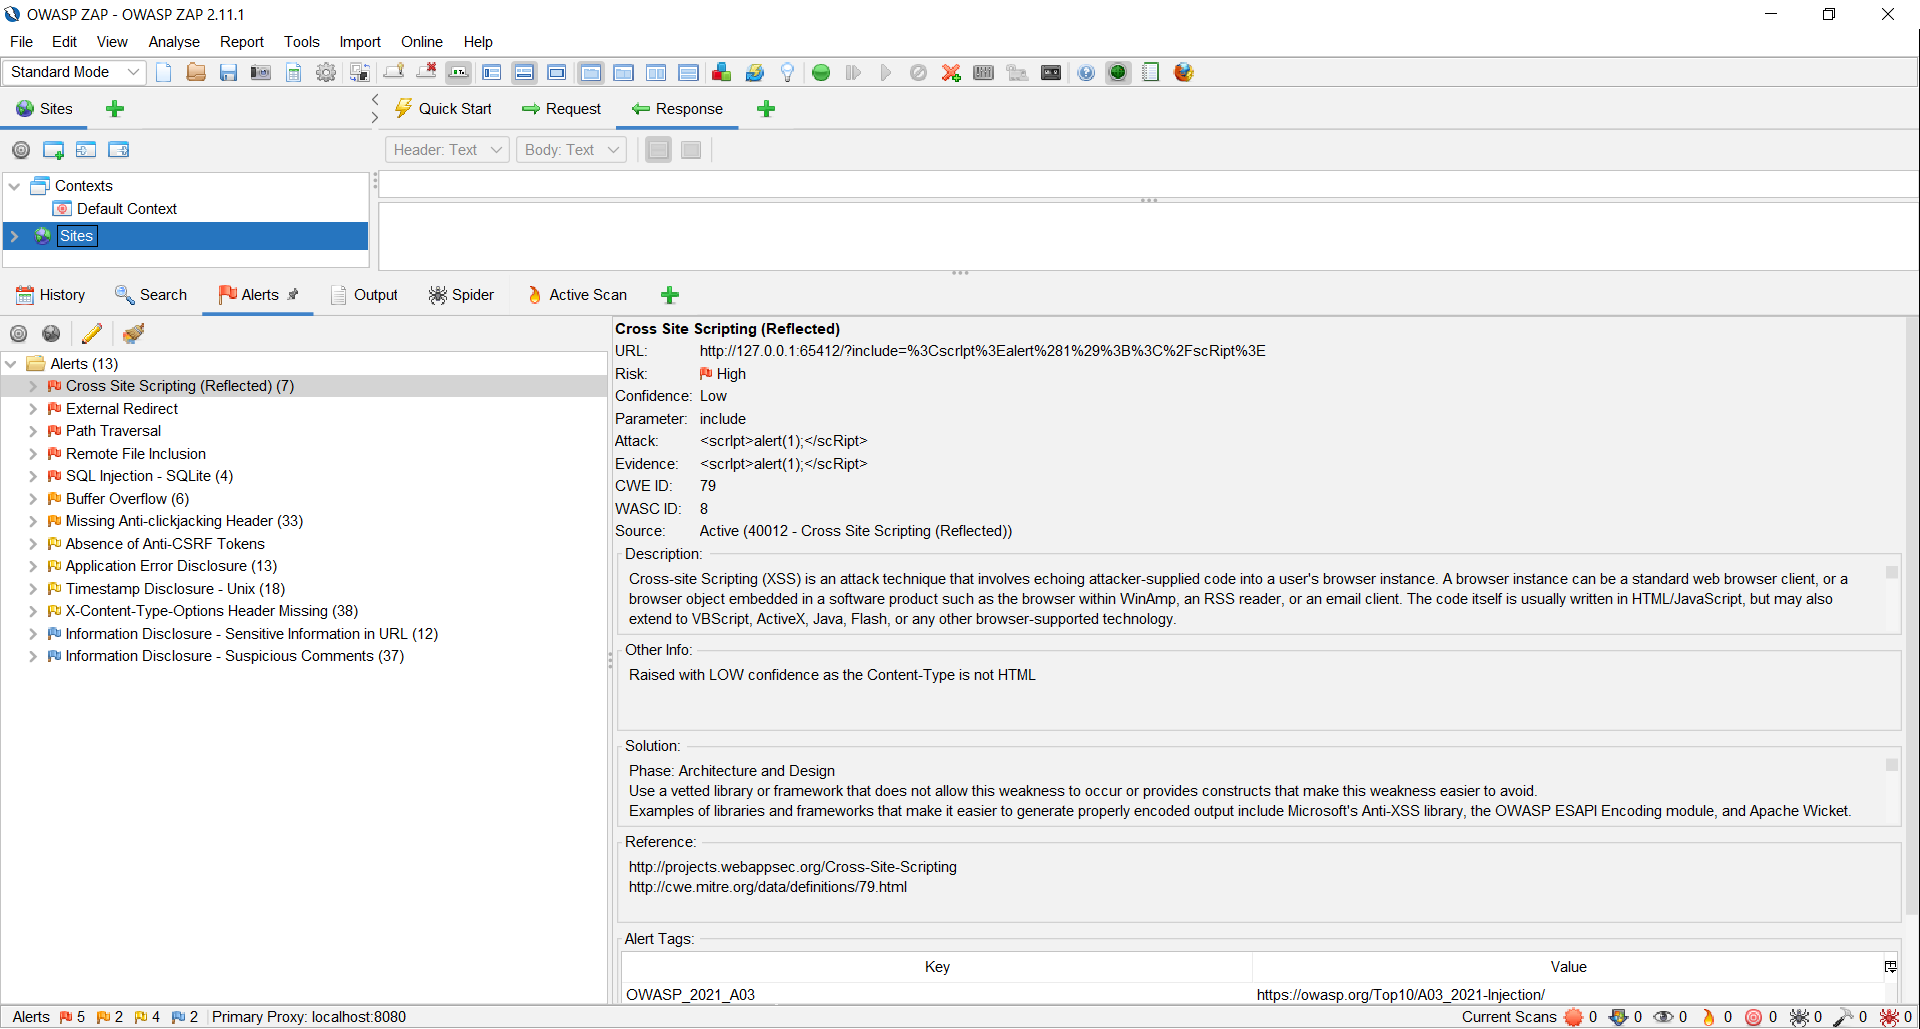 OWASP ZAP - OWASP ZAP 2.11.1
File Edit View Analyse Report Tools Import Online Help
Standard Mode
Sites
Quick Start Request Response
Header: Text Body: Text
Contexts
Default Context
Sites
History Search Alerts Output Spider Active Scan
Alerts (13)
Cross Site Scripting (Reflected) (7)
External Redirect
Path Traversal
Remote File Inclusion
SQL Injection - SQLite (4)
Buffer Overflow (6)
Missing Anti-clickjacking Header (33)
Absence of Anti-CSRF Tokens
Application Error Disclosure (13)
Timestamp Disclosure - Unix (18)
X-Content-Type-Options Header Missing (38)
Information Disclosure - Sensitive Information in URL (12)
Information Disclosure - Suspicious Comments (37)
Cross Site Scripting (Reflected)
URL: http://127.0.0.1:65412/?include=%3CscrIpt%3Ealert%281%29%3B%3C%2FscRipt%3E
Risk: High
Confidence: Low
Parameter: include
Attack: <scrIpt>alert(1);</scRipt>
Evidence: <scrIpt>alert(1);</scRipt>
CWE ID: 79
WASC ID: 8
Source: Active (40012 - Cross Site Scripting (Reflected))
Description:
Cross-site Scripting (XSS) is an attack technique that involves echoing attacker-supplied code into a user's browser instance. A browser instance can be a standard web browser client, or a
browser object embedded in a software product such as the browser within WinAmp, an RSS reader, or an email client. The code itself is usually written in HTML/JavaScript, but may also
extend to VBScript, ActiveX, Java, Flash, or any other browser-supported technology.
Other Info:
Raised with LOW confidence as the Content-Type is not HTML
Solution:
Phase: Architecture and Design
Use a vetted library or framework that does not allow this weakness to occur or provides constructs that make this weakness easier to avoid.
Examples of libraries and frameworks that make it easier to generate properly encoded output include Microsoft's Anti-XSS library, the OWASP ESAPI Encoding module, and Apache Wicket.
Reference:
http://projects.webappsec.org/Cross-Site-Scripting
http://cwe.mitre.org/data/definitions/79.html
Alert Tags:
Key Value
OWASP_2021_A03 https://owasp.org/Top10/A03_2021-Injection/
Alerts 5 2 4 2 Primary Proxy: localhost:8080 Current Scans 0 0 0 0 0 0 0 0